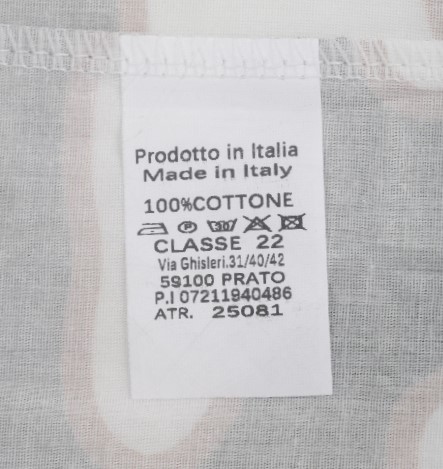 Prodotto in Italia
Made in Italy
100%COTTONE
P
CLASSE 22
Via Ghisleri.31/40/42
59100 PRATO
P.I 07211940486
ATR. 25081